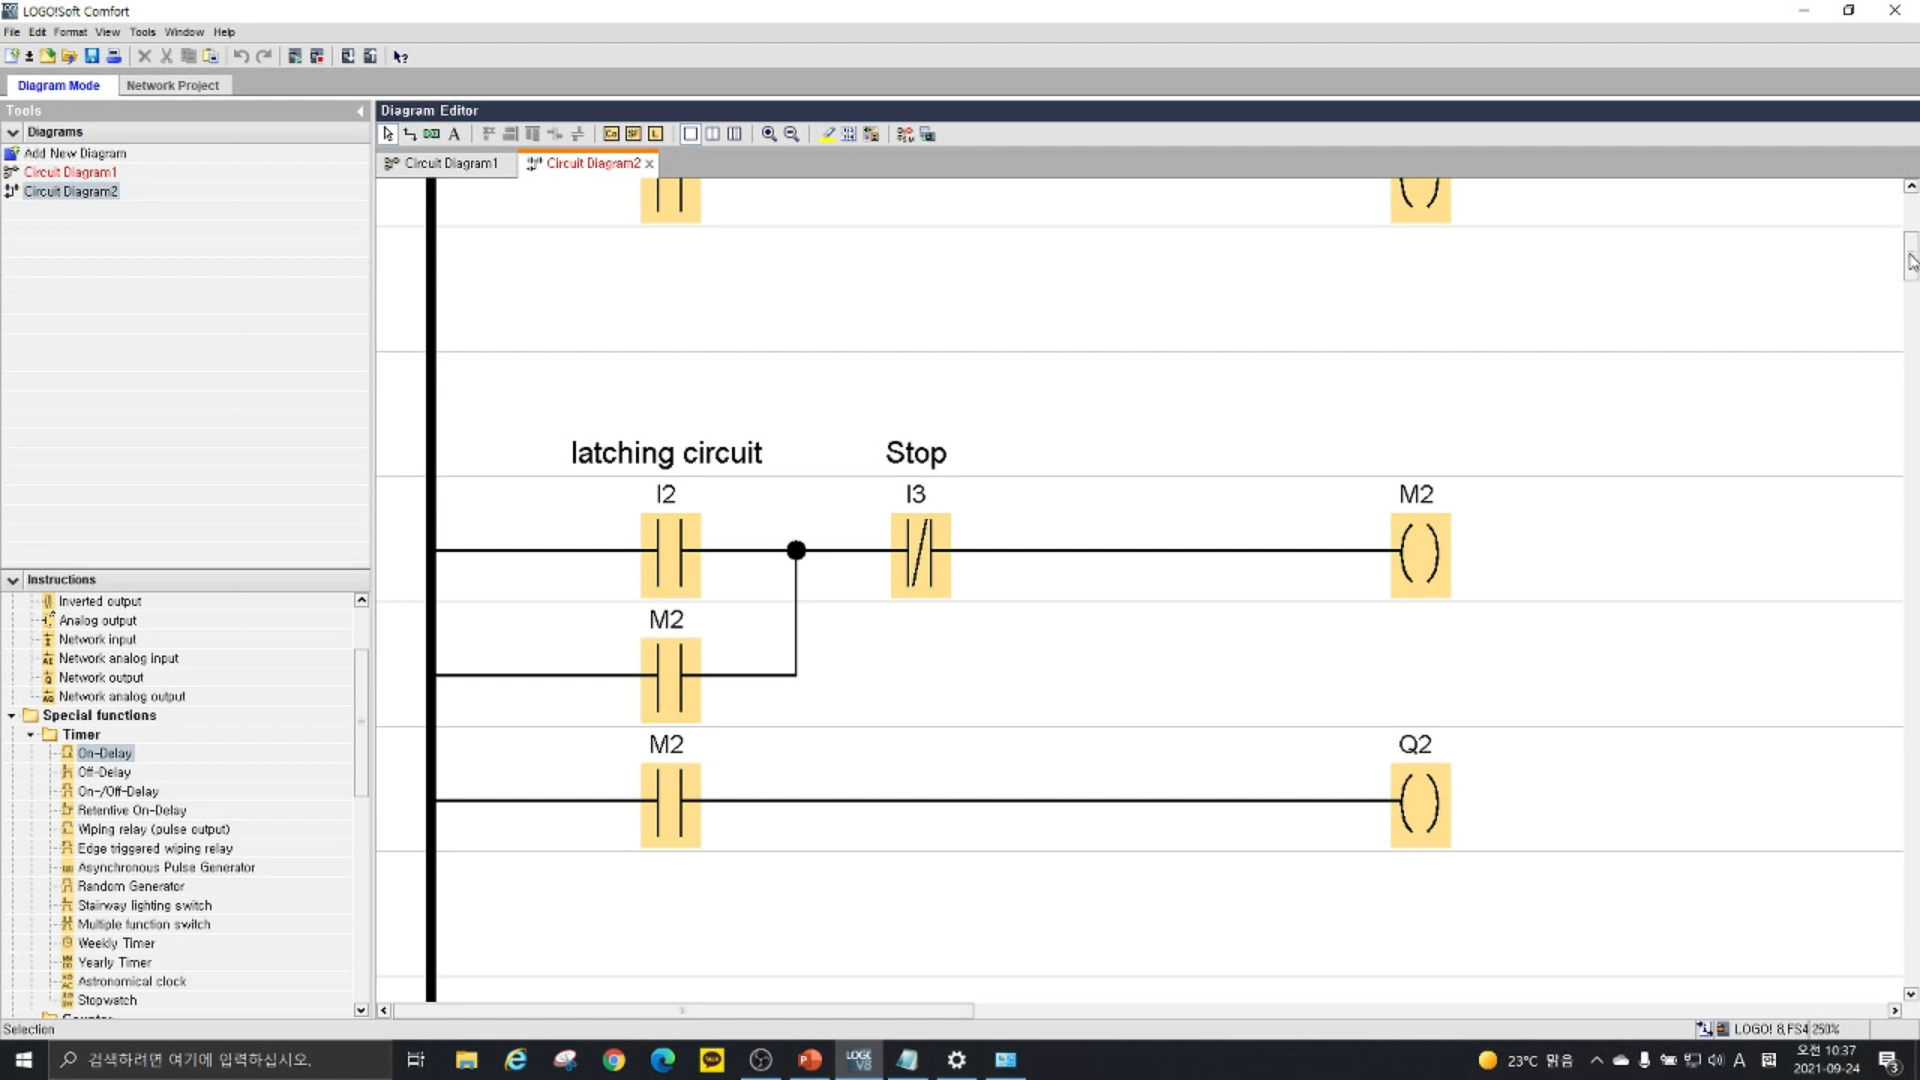 LOGO!Soft Comfort
File Edit Format View Tools Window Help
Diagram Mode Network Project
Tools
Diagrams
Add New Diagram
Circuit Diagram1
Circuit Diagram2
Diagram Editor
Circuit Diagram1 Circuit Diagram2
latching circuit Stop
I2 I3 M2
M2
M2 Q2
Instructions
Inverted output
Analog output
Network input
Network analog input
Network output
Network analog output
Special functions
Timer
On-Delay
Off-Delay
On-/Off-Delay
Retentive On-Delay
Wiping relay (pulse output)
Edge triggered wiping relay
Asynchronous Pulse Generator
Random Generator
Stairway lighting switch
Multiple function switch
Weekly Timer
Yearly Timer
Astronomical clock
Stopwatch
Selection
LOGO! 8.FS4 250%
검색하려면 여기에 입력하십시오.
23°C 맑음
A
오전 10:37
2021-09-24
3